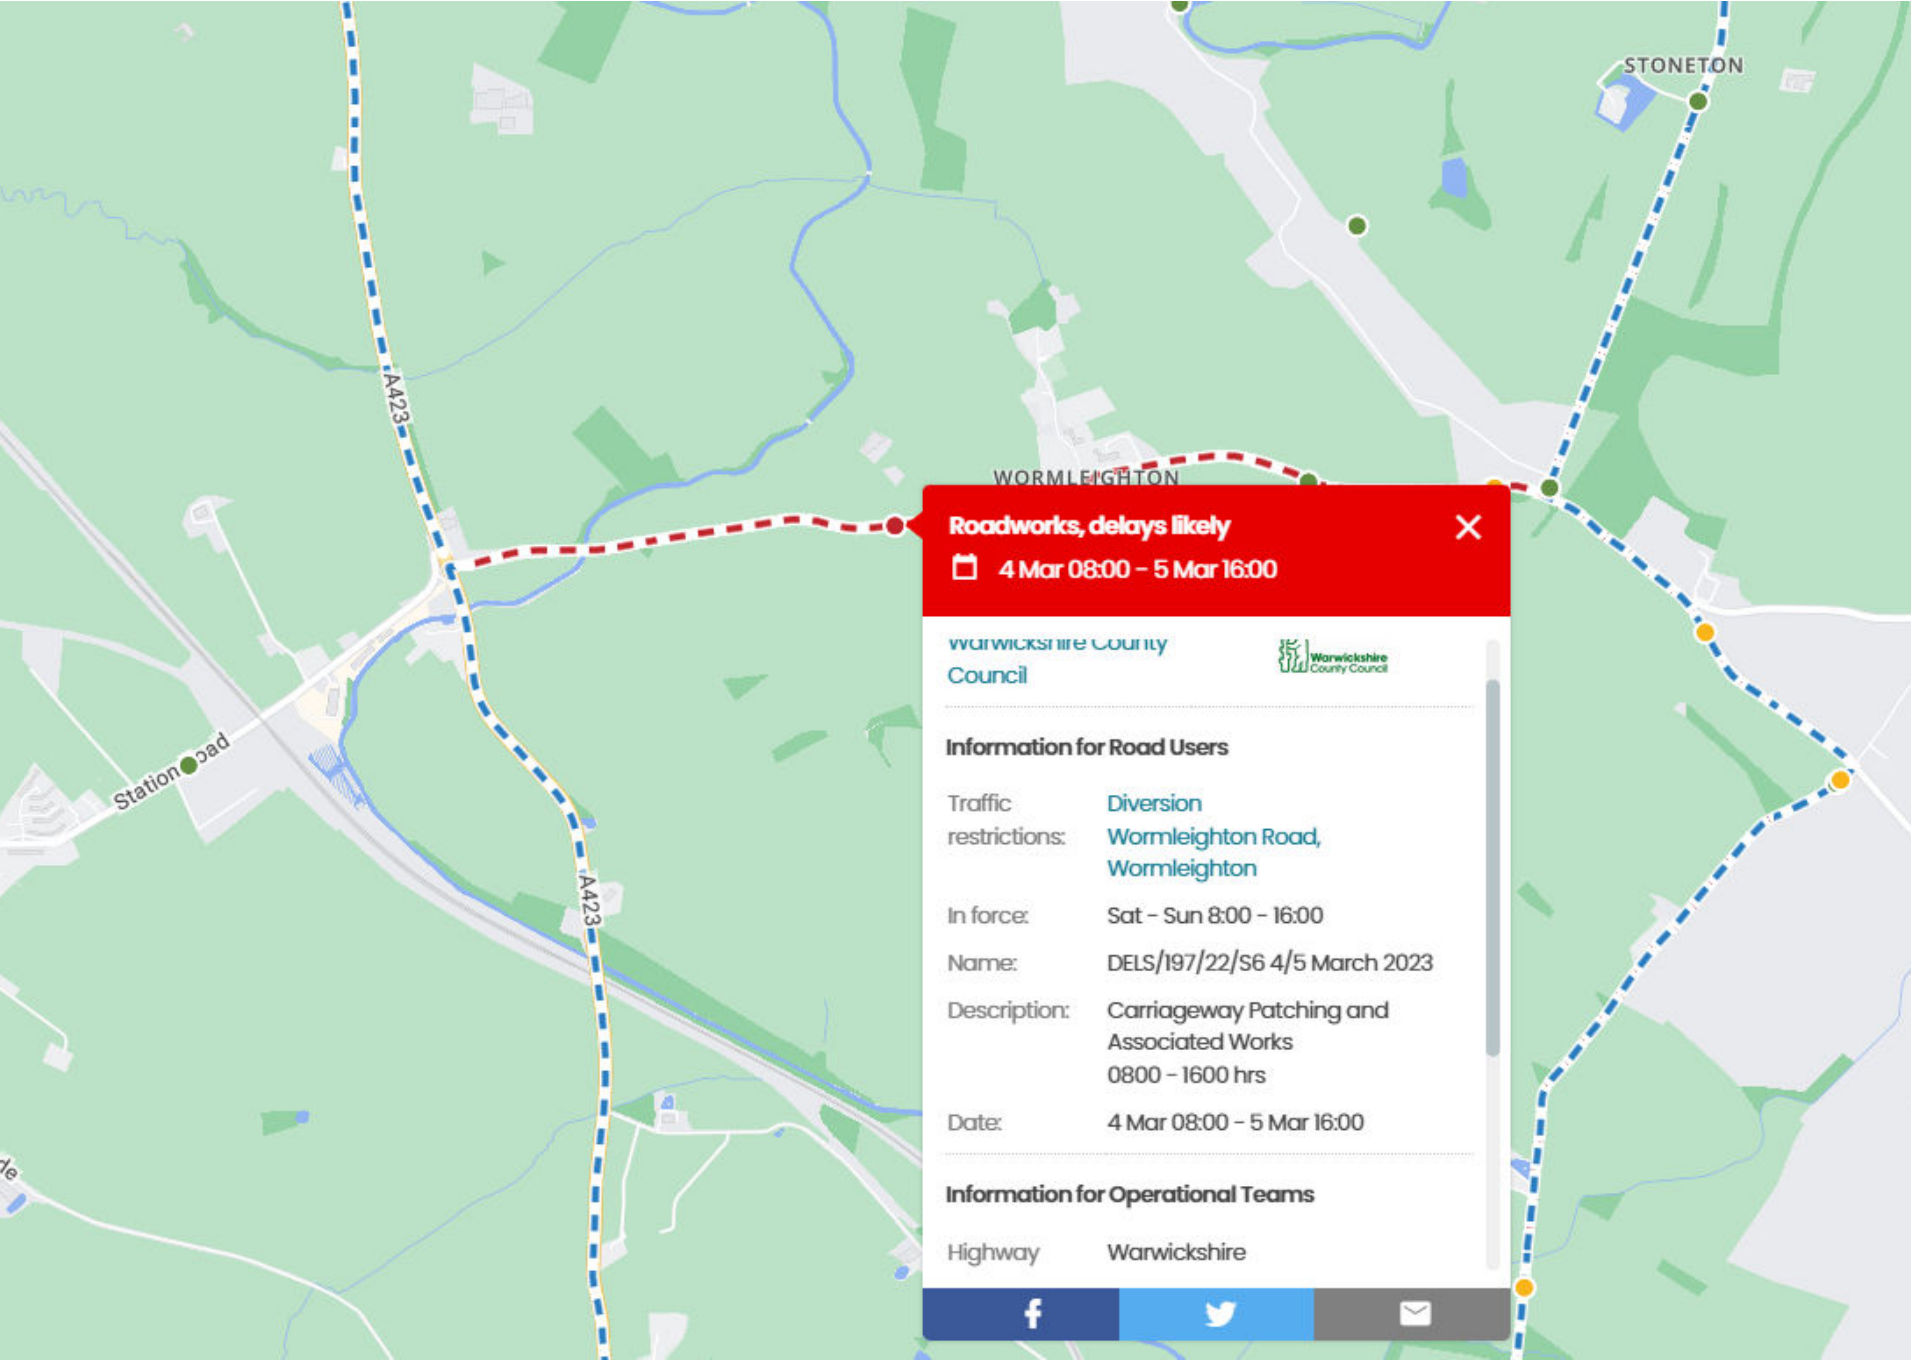 STONETON
A423
WORMLEIGHTON
Roadworks, delays likely
4 Mar 08:00 – 5 Mar 16:00
Warwickshire County
Council
Warwickshire
County Council
Information for Road Users
Traffic
restrictions:
Diversion
Wormleighton Road,
Wormleighton
In force:
Sat – Sun 8:00 – 16:00
Name:
DELS/197/22/S6 4/5 March 2023
Description:
Carriageway Patching and
Associated Works
0800 – 1600 hrs
Date:
4 Mar 08:00 – 5 Mar 16:00
Information for Operational Teams
Highway
Warwickshire
Station
A423